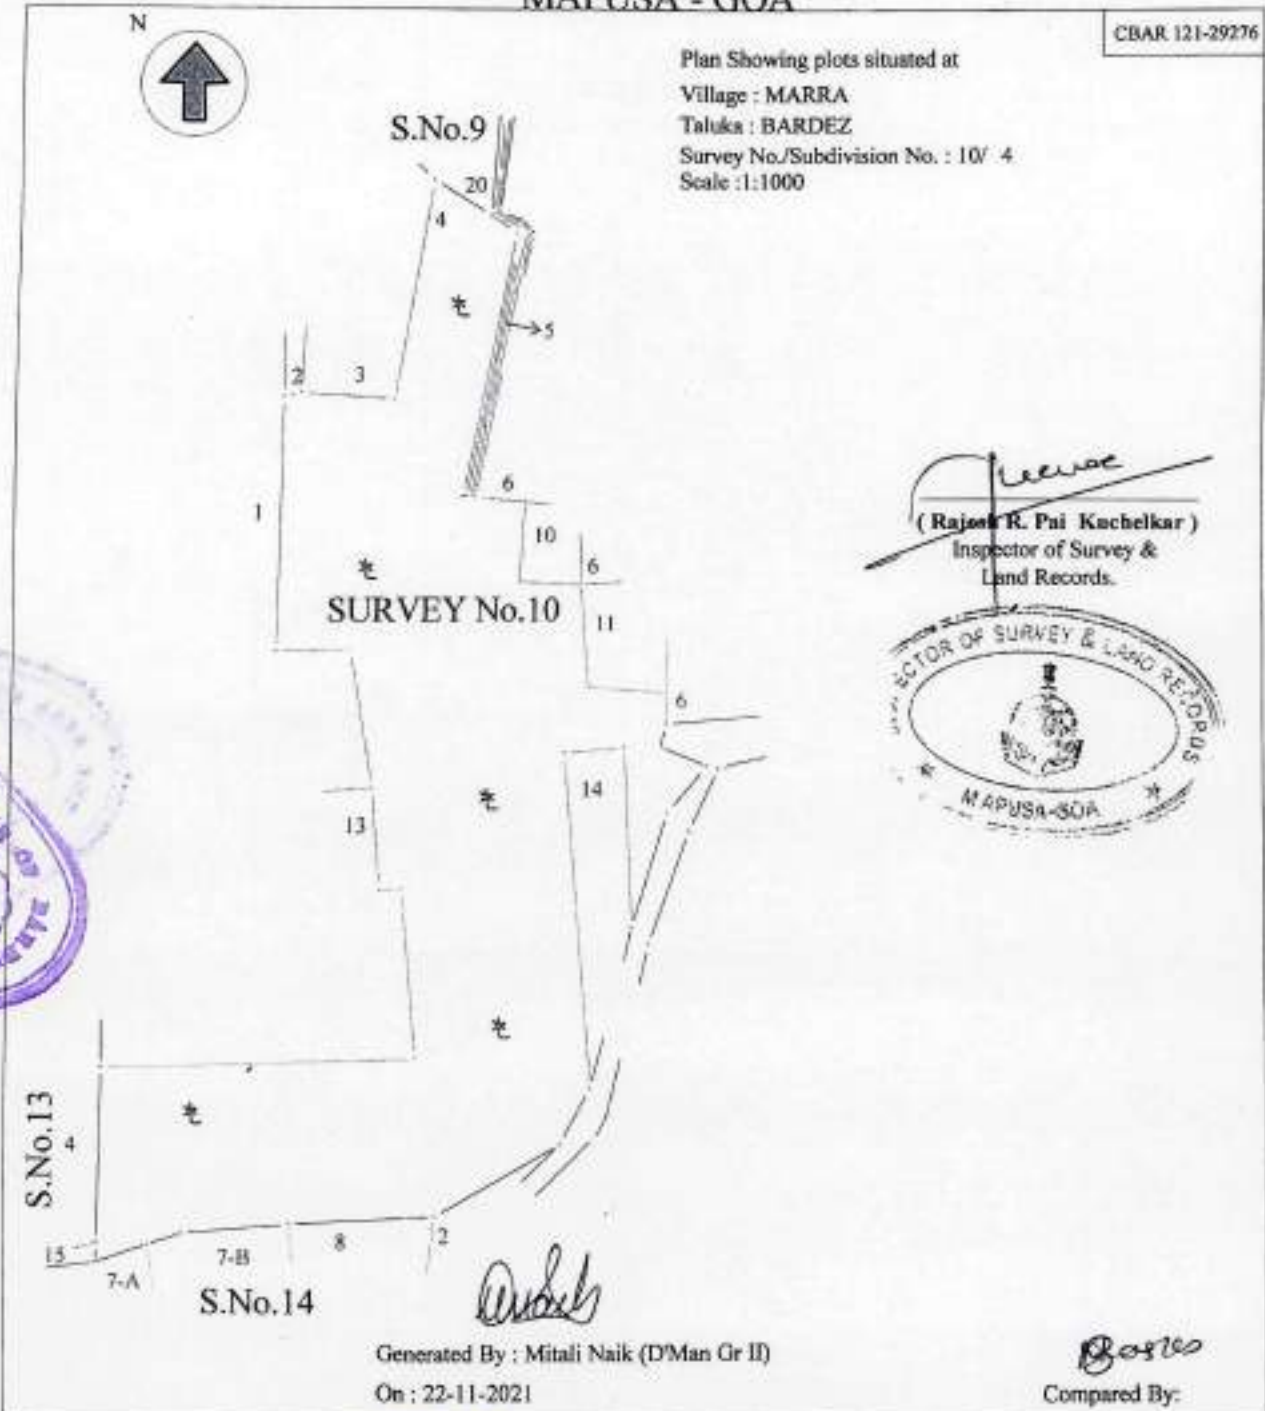 MAPUSA - GOA
N
CBAR 121-29276
Plan Showing plots situated at
Village : MARRA
Taluka : BARDEZ
Survey No./Subdivision No. : 10/ 4
Scale :1:1000
S.No.9
20
4
5
2
3
6
1
10
6
SURVEY No.10
11
6
14
13
( Rajesh R. Pai Kuchelkar )
Inspector of Survey &
Land Records.
INSPECTOR OF SURVEY & LAND RECORDS
MAPUSA-GOA
S.No.13
4
15
7-A
7-B
8
2
S.No.14
Generated By : Mitali Naik (D'Man Gr II)
On : 22-11-2021
Compared By: